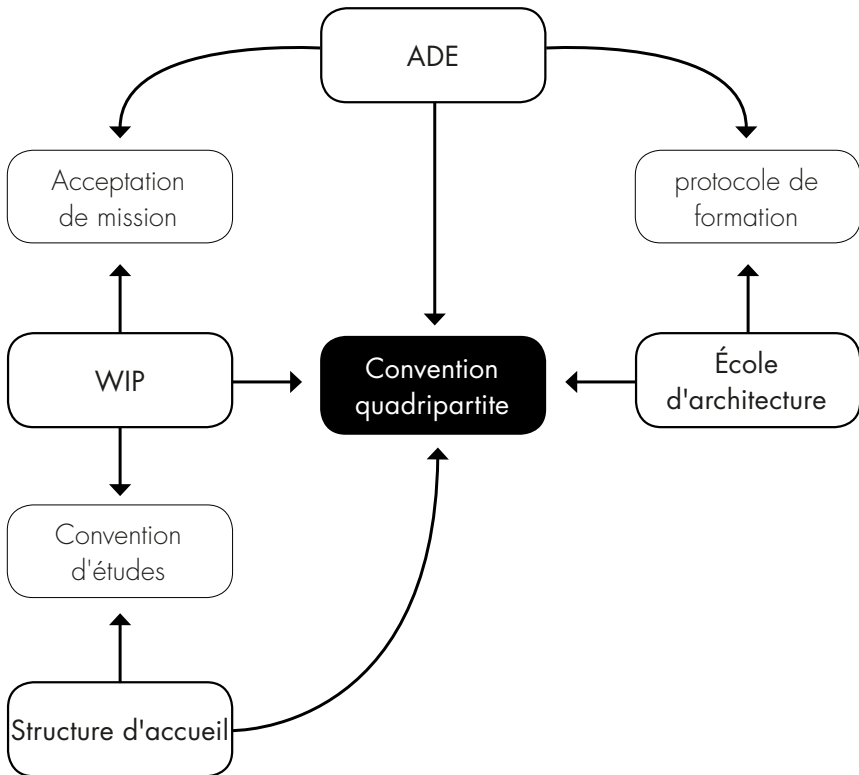 ADE
Acceptation
de mission
protocole de
formation
WIP
Convention
quadripartite
École
d'architecture
Convention
d'études
Structure d'accueil